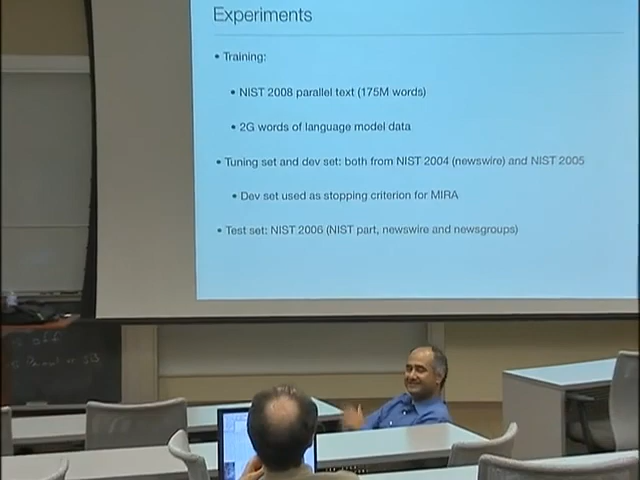 Experiments
• Training:
• NIST 2008 parallel text (175M words)
• 2G words of language model data
• Tuning set and dev set: both from NIST 2004 (newswire) and NIST 2005
• Dev set used as stopping criterion for MIRA
• Test set: NIST 2006 (NIST part, newswire and newsgroups)